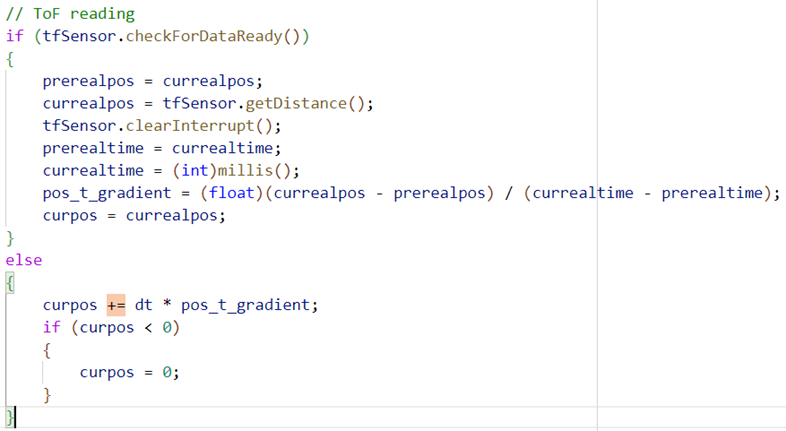 // ToF reading
if (tfSensor.checkForDataReady())
{
    prerealpos = currealpos;
    currealpos = tfSensor.getDistance();
    tfSensor.clearInterrupt();
    prerealtime = currealtime;
    currealtime = (int)millis();
    pos_t_gradient = (float)(currealpos - prerealpos) / (currealtime - prerealtime);
    curpos = currealpos;
}
else
{
    curpos += dt * pos_t_gradient;
    if (curpos < 0)
    {
        curpos = 0;
    }
}